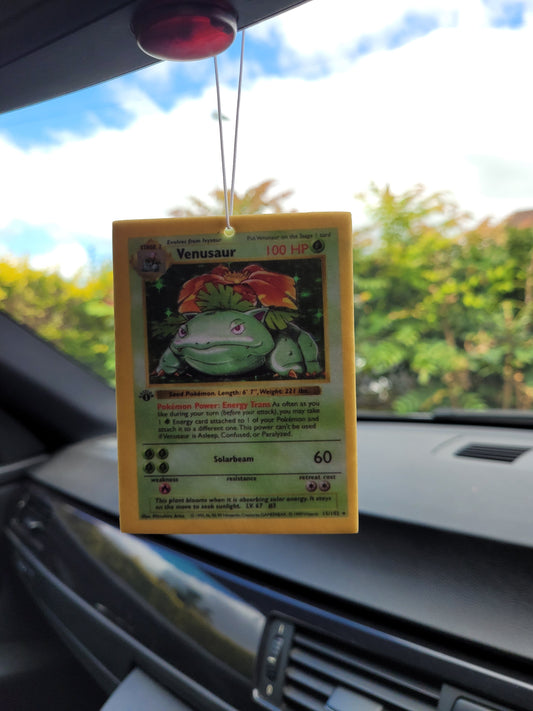 Evolves from Ivysaur Put Venusaur on the Stage 1 card
STAGE 2
Venusaur 100 HP
Seed Pokémon. Length: 6' 7", Weight: 221 lbs.
Pokémon Power: Energy Trans As often as you
like during your turn (before your attack), you may take
1 Energy card attached to 1 of your Pokémon and
attach it to a different one. This power can't be used
if Venusaur is Asleep, Confused, or Paralyzed.
Solarbeam 60
weakness resistance retreat cost
This plant blooms when it is absorbing solar energy. It stays
on the move to seek sunlight. LV. 67 #3
15/102